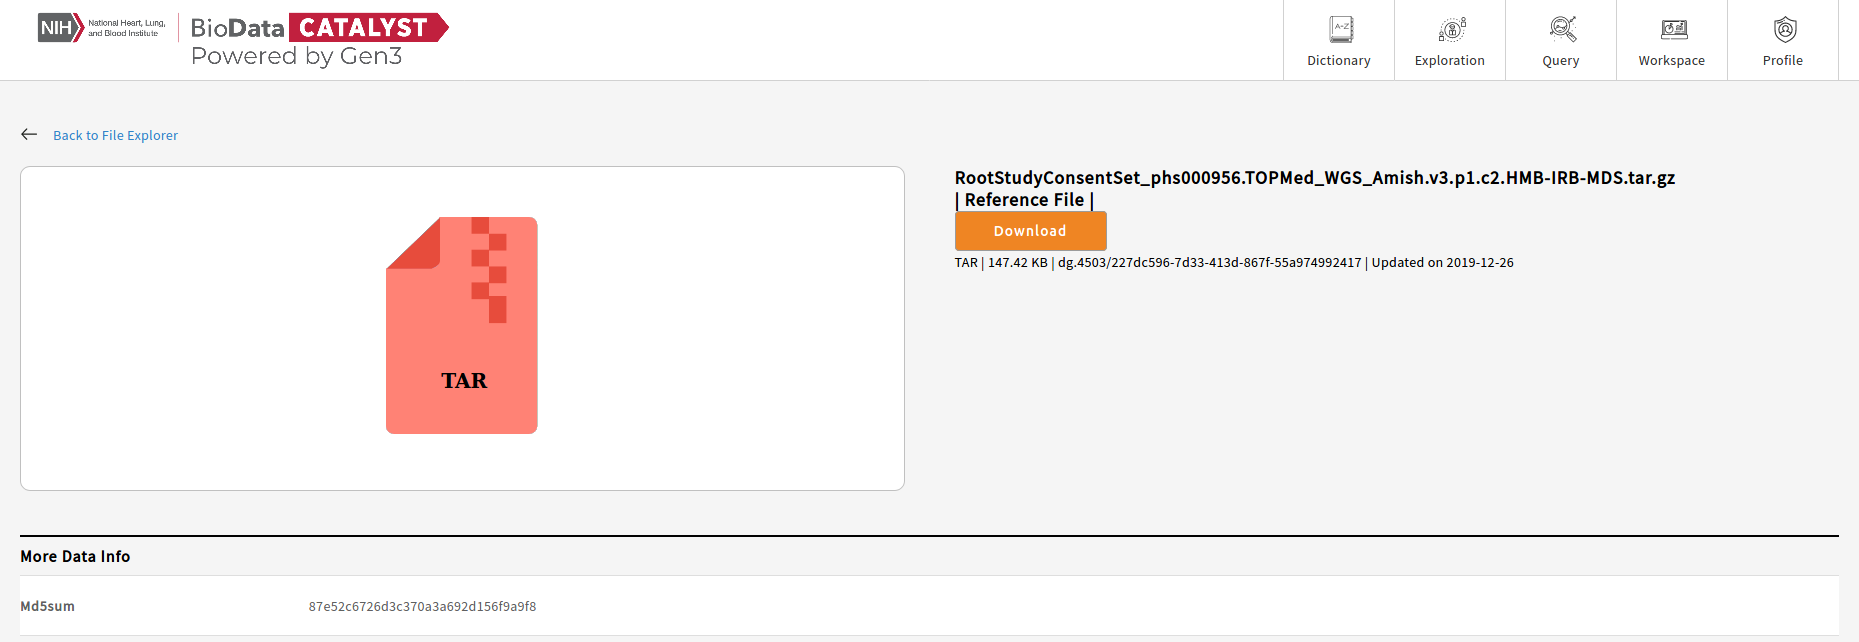 NIH National Heart, Lung, and Blood Institute
BioData CATALYST
Powered by Gen3
A-Z
Dictionary
Exploration
Query
Workspace
Profile
Back to File Explorer
RootStudyConsentSet_phs000956.TOPMed_WGS_Amish.v3.p1.c2.HMB-IRB-MDS.tar.gz
| Reference File |
Download
TAR | 147.42 KB | dg.4503/227dc596-7d33-413d-867f-55a974992417 | Updated on 2019-12-26
TAR
More Data Info
Md5sum 87e52c6726d3c370a3a692d156f9a9f8